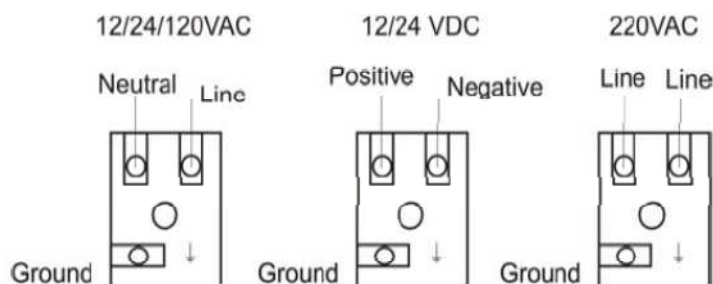 12/24/120VAC
Neutral Line
Ground
12/24 VDC
Positive Negative
Ground
220VAC
Line Line
Ground